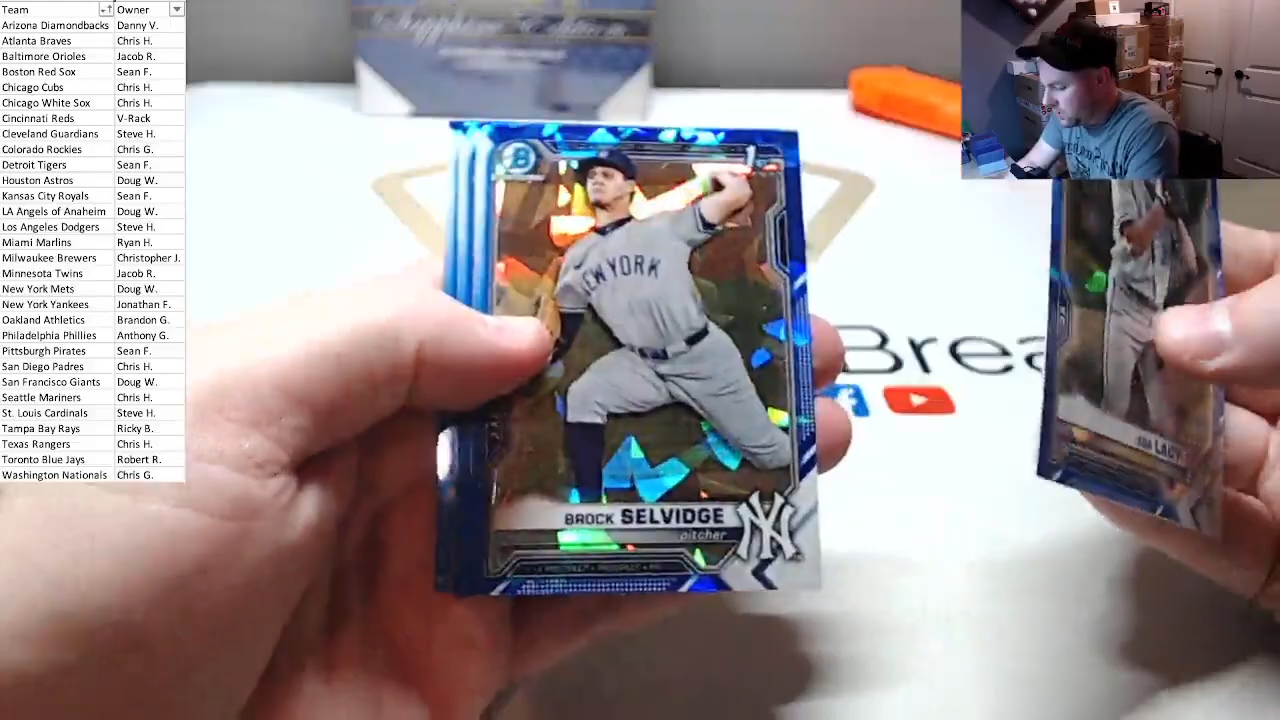 Team Owner
Arizona Diamondbacks Danny V.
Atlanta Braves Chris H.
Baltimore Orioles Jacob R.
Boston Red Sox Sean F.
Chicago Cubs Chris H.
Chicago White Sox Chris H.
Cincinnati Reds V-Rack
Cleveland Guardians Steve H.
Colorado Rockies Chris G.
Detroit Tigers Sean F.
Houston Astros Doug W.
Kansas City Royals Sean F.
LA Angels of Anaheim Doug W.
Los Angeles Dodgers Steve H.
Miami Marlins Ryan H.
Milwaukee Brewers Christopher J.
Minnesota Twins Jacob R.
New York Mets Doug W.
New York Yankees Jonathan F.
Oakland Athletics Brandon G.
Philadelphia Phillies Anthony G.
Pittsburgh Pirates Sean F.
San Diego Padres Chris H.
San Francisco Giants Doug W.
Seattle Mariners Chris H.
St. Louis Cardinals Steve H.
Tampa Bay Rays Ricky B.
Texas Rangers Chris H.
Toronto Blue Jays Robert R.
Washington Nationals Chris G.
Sapphire Edition
B
NEW YORK
BROCK SELVIDGE
pitcher
NY
Brea
LACY